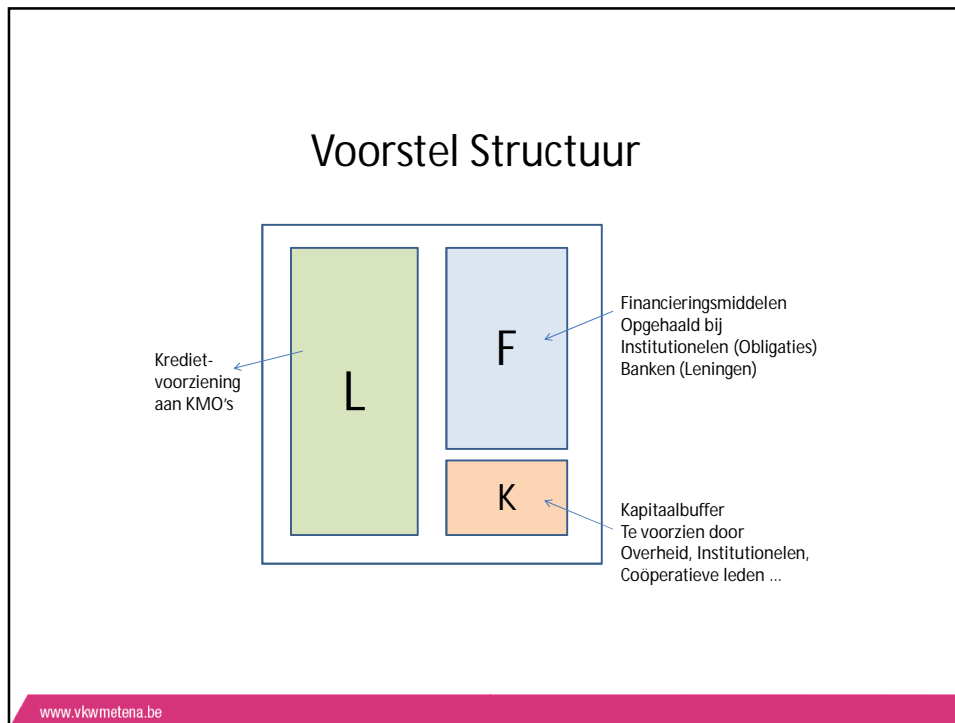 Voorstel Structuur
Krediet-
voorziening
aan KMO's
L
F
K
Financieringsmiddelen
Opgehaald bij
Institutionelen (Obligaties)
Banken (Leningen)
Kapitaalbuffer
Te voorzien door
Overheid, Institutionelen,
Coöperatieve leden ...
www.vkwmetena.be